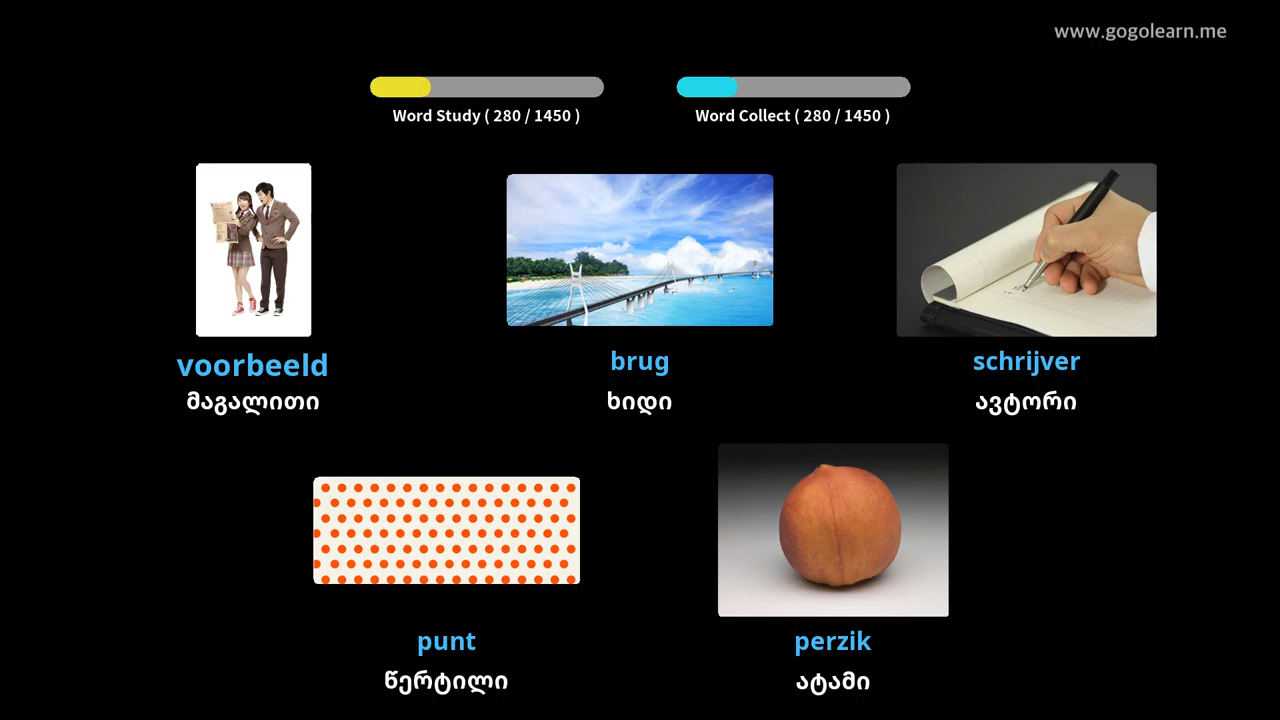 www.gogolearn.me
Word Study ( 280 / 1450 )
Word Collect ( 280 / 1450 )
voorbeeld
მაგალითი
brug
ხიდი
schrijver
ავტორი
punt
წერტილი
perzik
ატამი